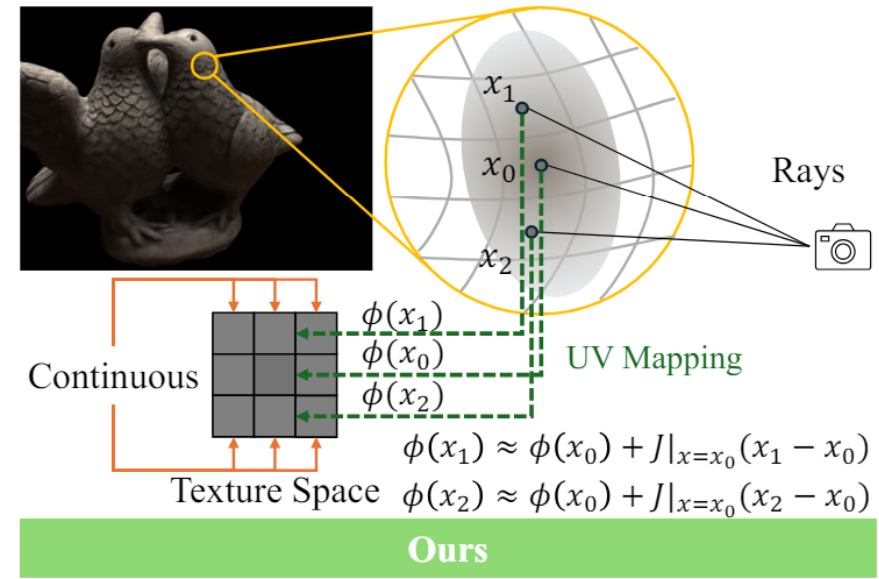 x₁
x₀
x₂
Rays
ϕ(x₁)
ϕ(x₀)
ϕ(x₂)
UV Mapping
Continuous
Texture Space
ϕ(x₁) ≈ ϕ(x₀) + J|ₓ₌ₓ₀(x₁ − x₀)
ϕ(x₂) ≈ ϕ(x₀) + J|ₓ₌ₓ₀(x₂ − x₀)
Ours